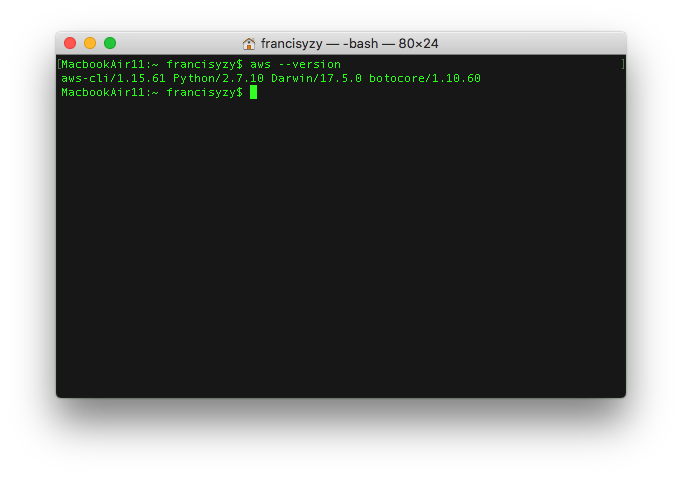 francisyzy — -bash — 80×24
[MacbookAir11:~ francisyzy$ aws --version ]
aws-cli/1.15.61 Python/2.7.10 Darwin/17.5.0 botocore/1.10.60
MacbookAir11:~ francisyzy$